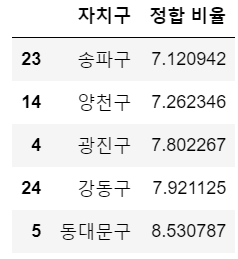 자치구 정합 비율
23 송파구 7.120942
14 양천구 7.262346
4 광진구 7.802267
24 강동구 7.921125
5 동대문구 8.530787